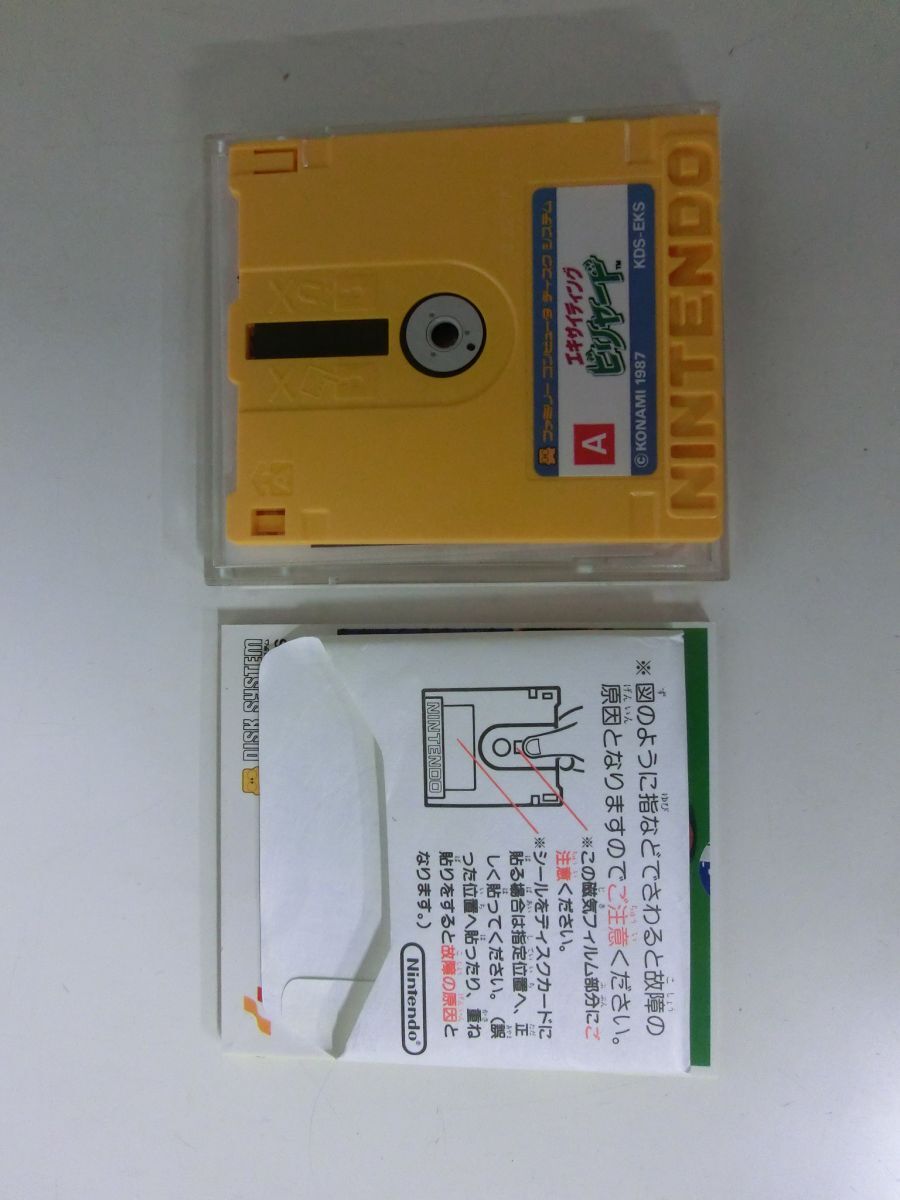 ファミリー コンピュータ ディスク システム
エキサイティング
ビリヤード™
A
©KONAMI 1987 KDS-EKS
NINTENDO
DISK SYSTEM
※図のように指などでさわると故障の
原因となりますのでご注意ください。
NINTENDO
※この磁気フィルム部分にご
注意ください。
※シールをディスクカードに
貼る場合は指定位置へ、正
しく貼ってください。（誤
った位置へ貼ったり、重ね
貼りをすると故障の原因と
なります。）
Nintendo®